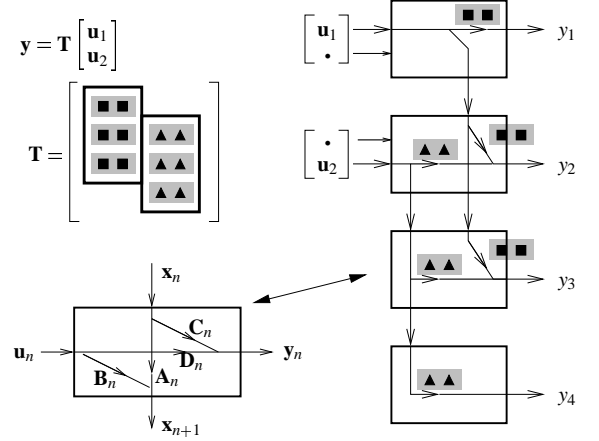 y = T [u₁ u₂]
T = [■ ■ ■ ■ ■ ■ ▲ ▲ ▲ ▲ ▲ ▲]
xₙ
uₙ
Cₙ
Dₙ
Bₙ
Aₙ
yₙ
xₙ₊₁
[u₁ ·]
■ ■
y₁
[· u₂]
▲ ▲
■ ■
y₂
▲ ▲
■ ■
y₃
▲ ▲
y₄